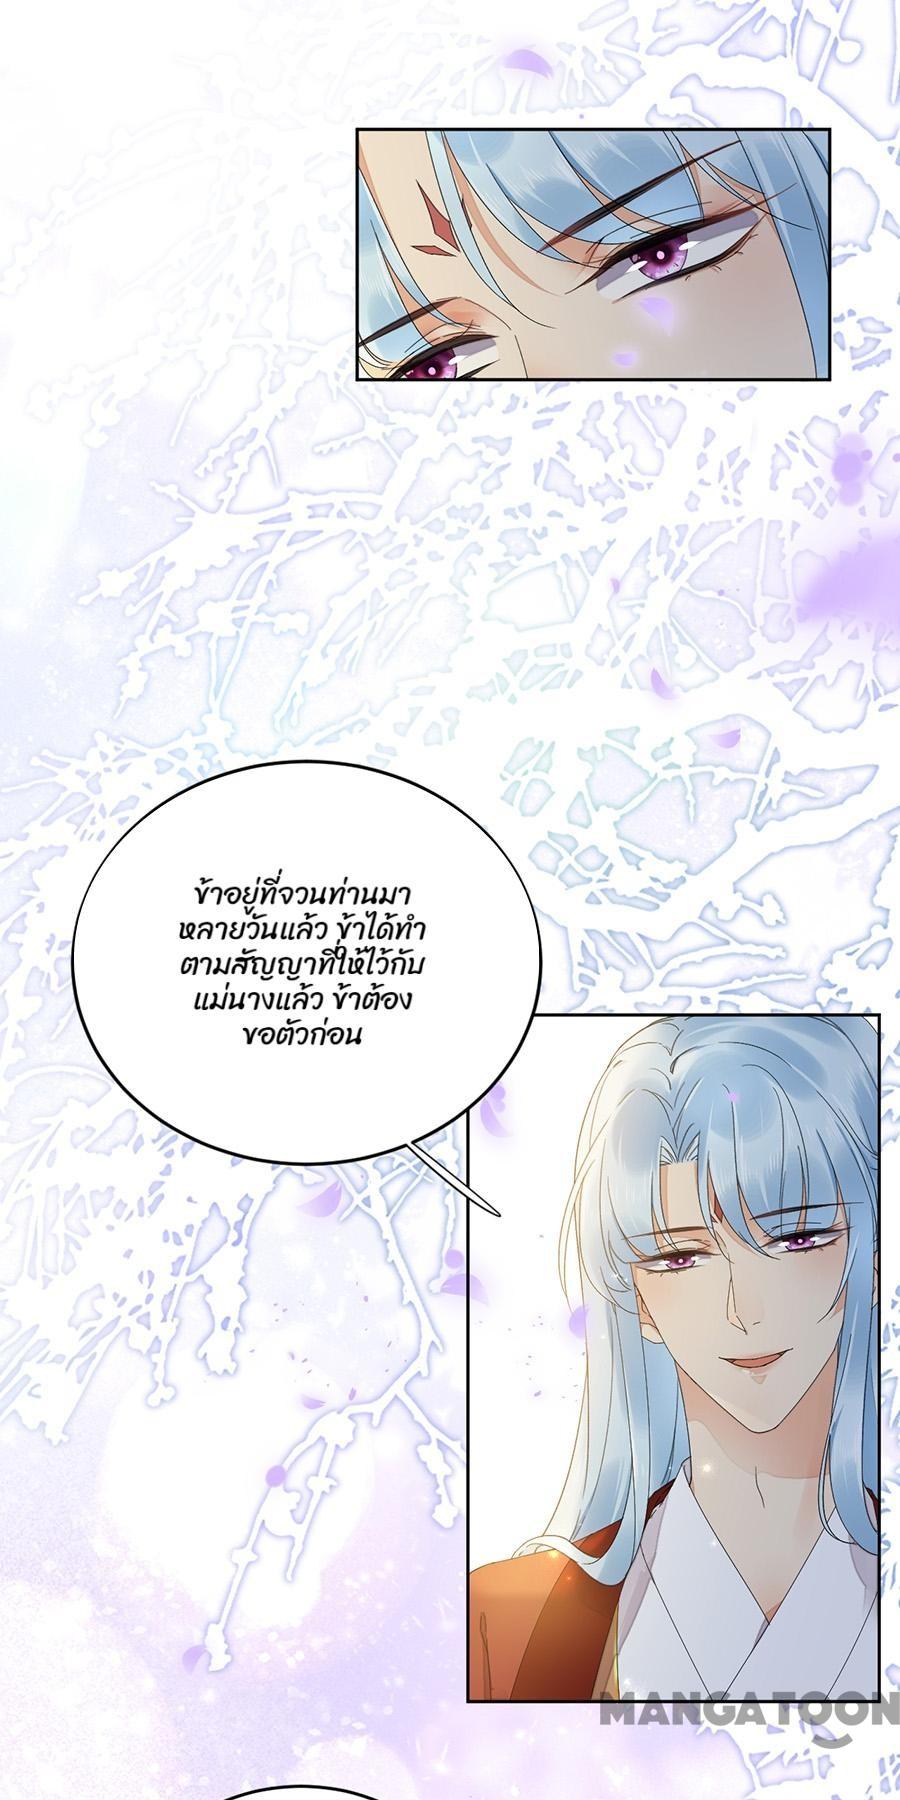 ข้าอยู่ที่จวนท่านมา
หลายวันแล้ว ข้าได้ทำ
ตามสัญญาที่ให้ไว้กับ
แม่นางแล้ว ข้าต้อง
ขอตัวก่อน
MANGATOON